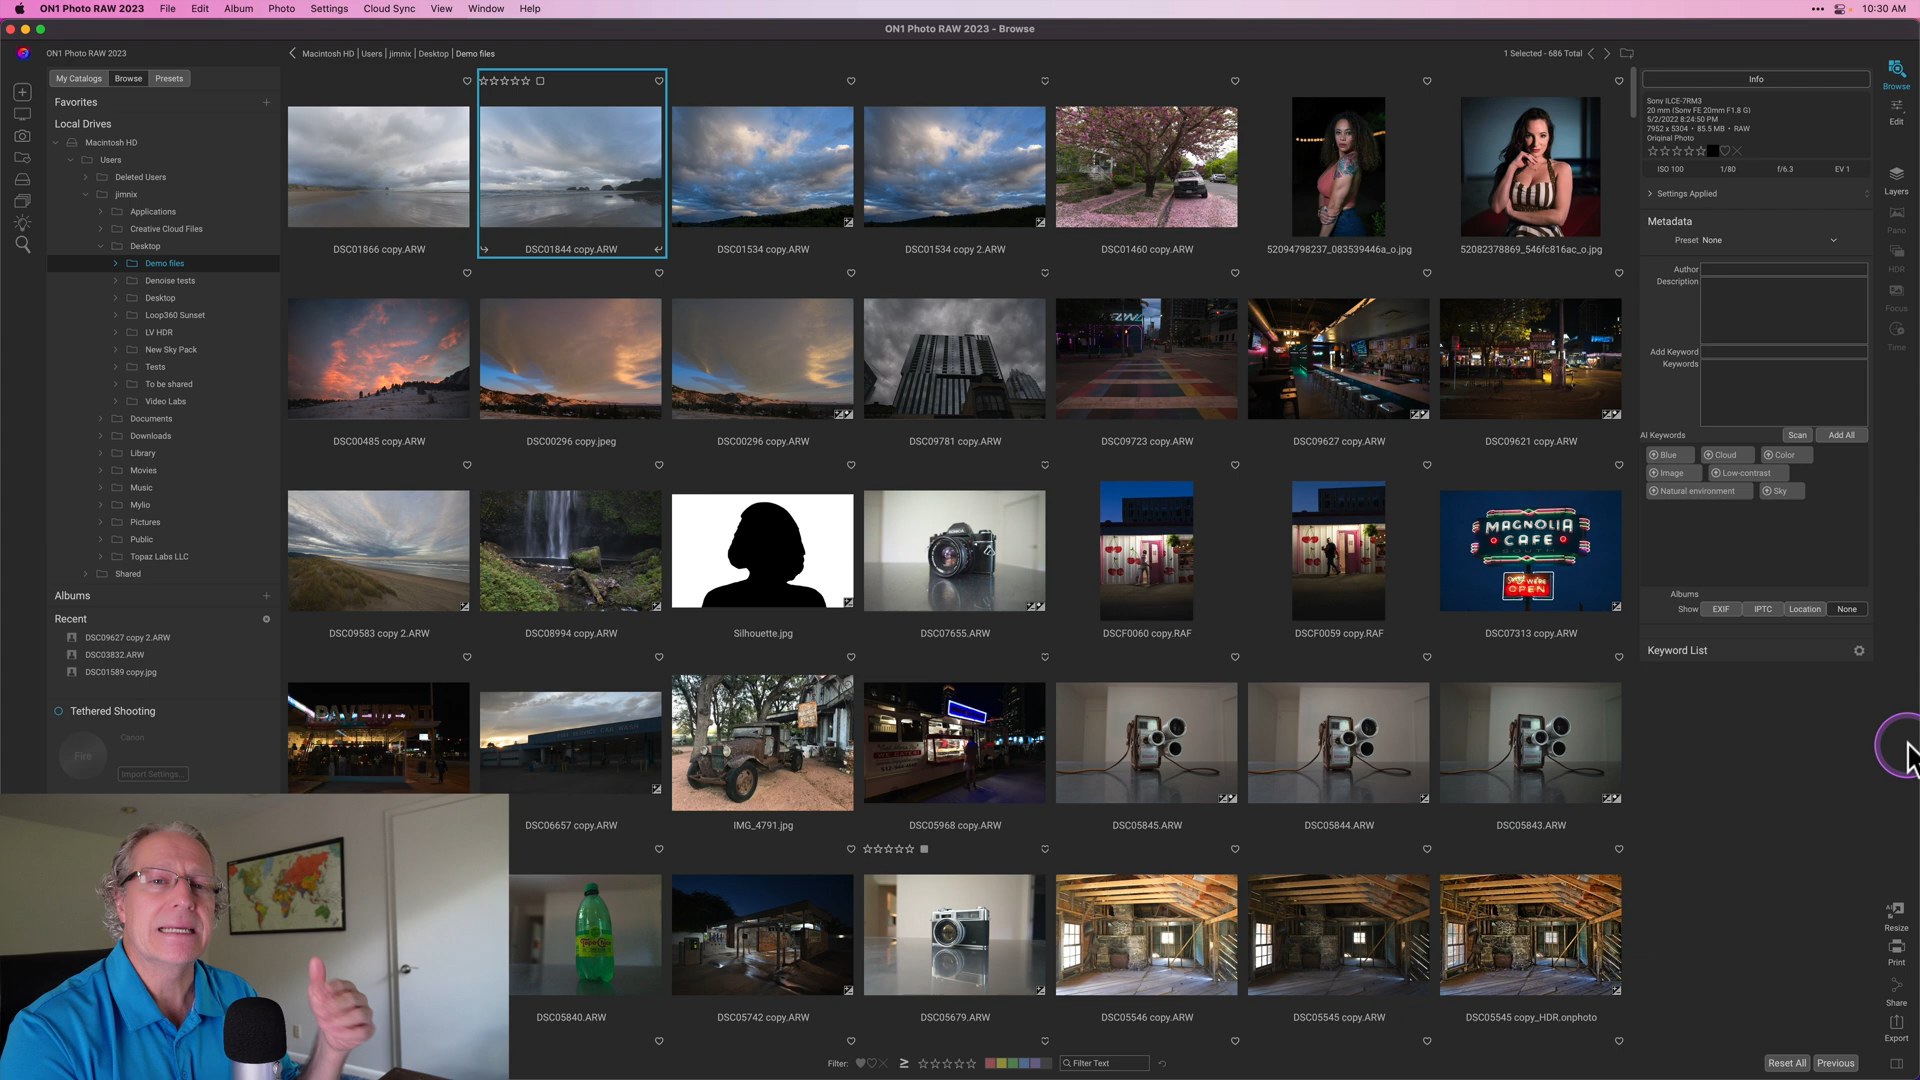 ON1 Photo RAW 2023 File Edit Album Photo Settings Cloud Sync View Window Help
10:30 AM
ON1 Photo RAW 2023 - Browse
ON1 Photo RAW 2023
Macintosh HD | Users | jimnix | Desktop | Demo files
1 Selected - 686 Total
My Catalogs Browse Presets
Favorites
Local Drives
Macintosh HD
Users
Deleted Users
jimnix
Applications
Creative Cloud Files
Desktop
Demo files
Denoise tests
Desktop
Loop360 Sunset
LV HDR
New Sky Pack
Tests
To be shared
Video Labs
Documents
Downloads
Library
Movies
Music
Mylio
Pictures
Public
Topaz Labs LLC
Shared
Albums
Recent
DSC09627 copy 2.ARW
DSC03832.ARW
DSC01589 copy.jpg
Tethered Shooting
Canon
Fire
Import Settings...
DSC01866 copy.ARW
DSC01844 copy.ARW
DSC01534 copy.ARW
DSC01534 copy 2.ARW
DSC01460 copy.ARW
52094798237_083539446a_o.jpg
52082378869_546fc816ac_o.jpg
DSC00485 copy.ARW
DSC00296 copy.jpeg
DSC00296 copy.ARW
DSC09781 copy.ARW
DSC09723 copy.ARW
DSC09627 copy.ARW
DSC09621 copy.ARW
MAGNOLIA
CAFE
SOUTH
OPEN
DSC09583 copy 2.ARW
DSC08994 copy.ARW
Silhouette.jpg
DSC07655.ARW
DSCF0060 copy.RAF
DSCF0059 copy.RAF
DSC07313 copy.ARW
PAVEMENT
DSC06657 copy.ARW
IMG_4791.jpg
DSC05968 copy.ARW
DSC05845.ARW
DSC05844.ARW
DSC05843.ARW
Topo Chico
DSC05840.ARW
DSC05742 copy.ARW
DSC05679.ARW
DSC05546 copy.ARW
DSC05545 copy.ARW
DSC05545 copy_HDR.onphoto
Filter:
Filter Text
Reset All Previous
Info
Sony ILCE-7RM3
20 mm (Sony FE 20mm F1.8 G)
5/2/2022 8:24:50 PM
7952 x 5304 • 85.5 MB • RAW
Original Photo
ISO 100 1/80 f/6.3 EV 1
Settings Applied
Metadata
Preset None
Author
Description
Add Keyword
Keywords
AI Keywords Scan Add All
Blue Cloud Color
Image Low-contrast
Natural environment Sky
Albums
Show EXIF IPTC Location None
Keyword List
Browse
Edit
Layers
Pano
HDR
Focus
Time
Resize
Print
Share
Export